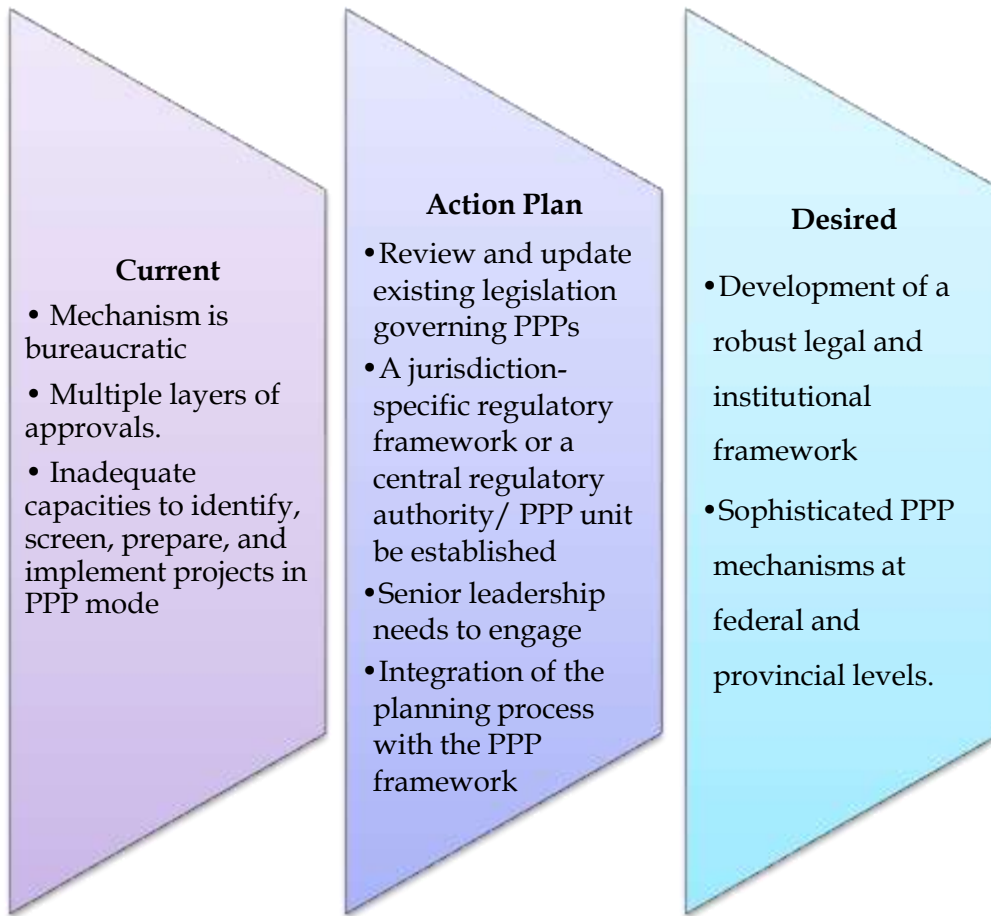 Current
• Mechanism is
bureaucratic
• Multiple layers of
approvals.
• Inadequate
capacities to identify,
screen, prepare, and
implement projects in
PPP mode
Action Plan
•Review and update
existing legislation
governing PPPs
•A jurisdiction-
specific regulatory
framework or a
central regulatory
authority/ PPP unit
be established
•Senior leadership
needs to engage
•Integration of the
planning process
with the PPP
framework
Desired
•Development of a
robust legal and
institutional
framework
•Sophisticated PPP
mechanisms at
federal and
provincial levels.